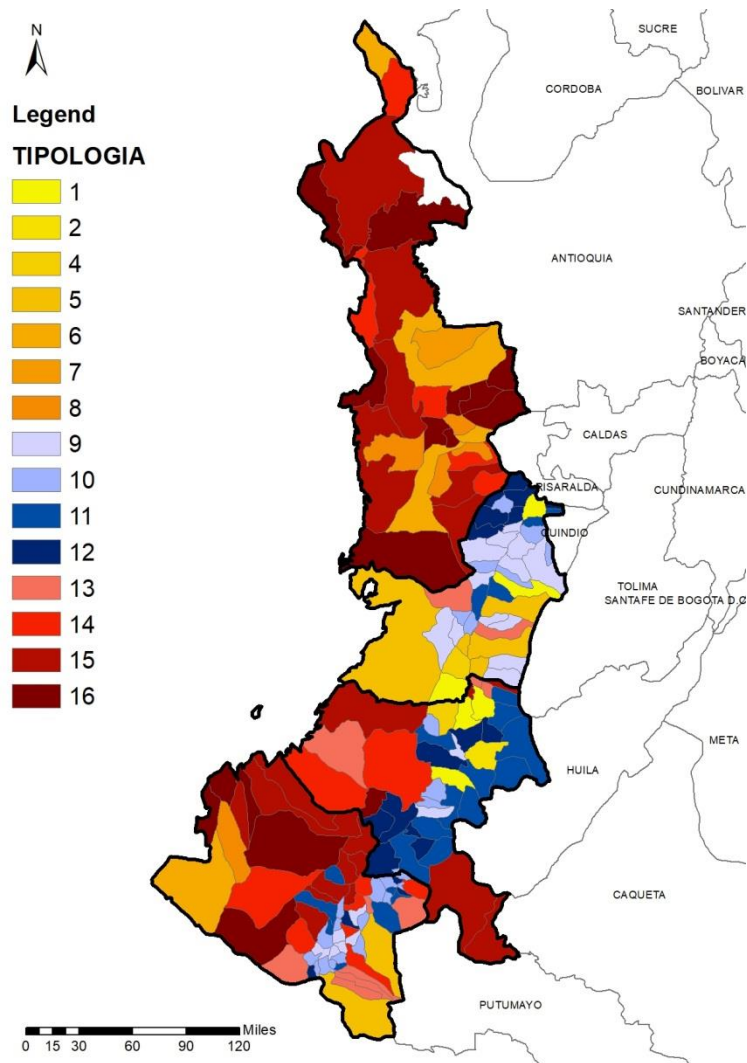 N
Legend
TIPOLOGIA
1
2
4
5
6
7
8
9
10
11
12
13
14
15
16
SUCRE
CORDOBA
BOLIVAR
ANTIOQUIA
SANTANDER
BOYACA
CALDAS
RISARALDA
CUNDINAMARCA
QUINDIO
TOLIMA
SANTAFE DE BOGOTA D.C
META
HUILA
CAQUETA
PUTUMAYO
Miles
0 15 30 60 90 120